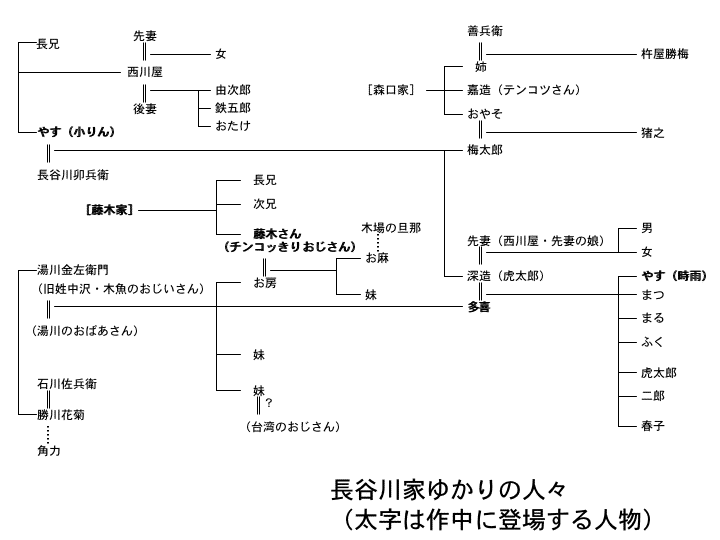 長兄
先妻
女
西川屋
後妻
由次郎
鉄五郎
おたけ
やす（小りん）
長谷川卯兵衛
善兵衛
杵屋勝梅
姉
［森口家］
嘉造（テンコツさん）
おやそ
猪之
梅太郎
［藤木家］
長兄
次兄
藤木さん
（チンコッきりおじさん）
木場の旦那
お麻
お房
妹
先妻（西川屋・先妻の娘）
男
女
深造（虎太郎）
多喜
やす（時雨）
まつ
まる
ふく
虎太郎
二郎
春子
湯川金左衛門
（旧姓中沢・木魚のおじいさん）
（湯川のおばあさん）
妹
妹
？
（台湾のおじさん）
石川佐兵衛
勝川花菊
角力
長谷川家ゆかりの人々
（太字は作中に登場する人物）